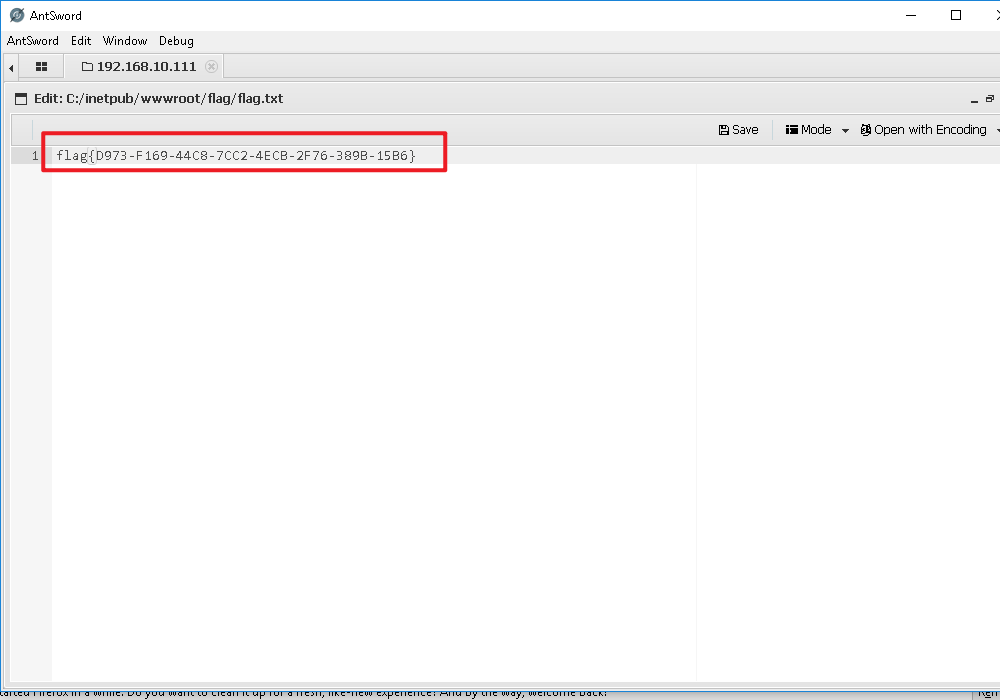 AntSword
AntSword Edit Window Debug
192.168.10.111
Edit: C:/inetpub/wwwroot/flag/flag.txt
Save Mode Open with Encoding
1 flag{D973-F169-44C8-7CC2-4ECB-2F76-389B-15B6}
Firefox in a while. Do you want to clean it up for a fresh, like-new experience? And by the way, welcome back!